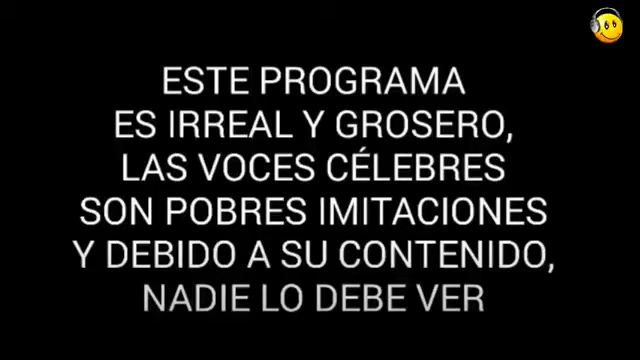 ESTE PROGRAMA
ES IRREAL Y GROSERO,
LAS VOCES CÉLEBRES
SON POBRES IMITACIONES
Y DEBIDO A SU CONTENIDO,
NADIE LO DEBE VER